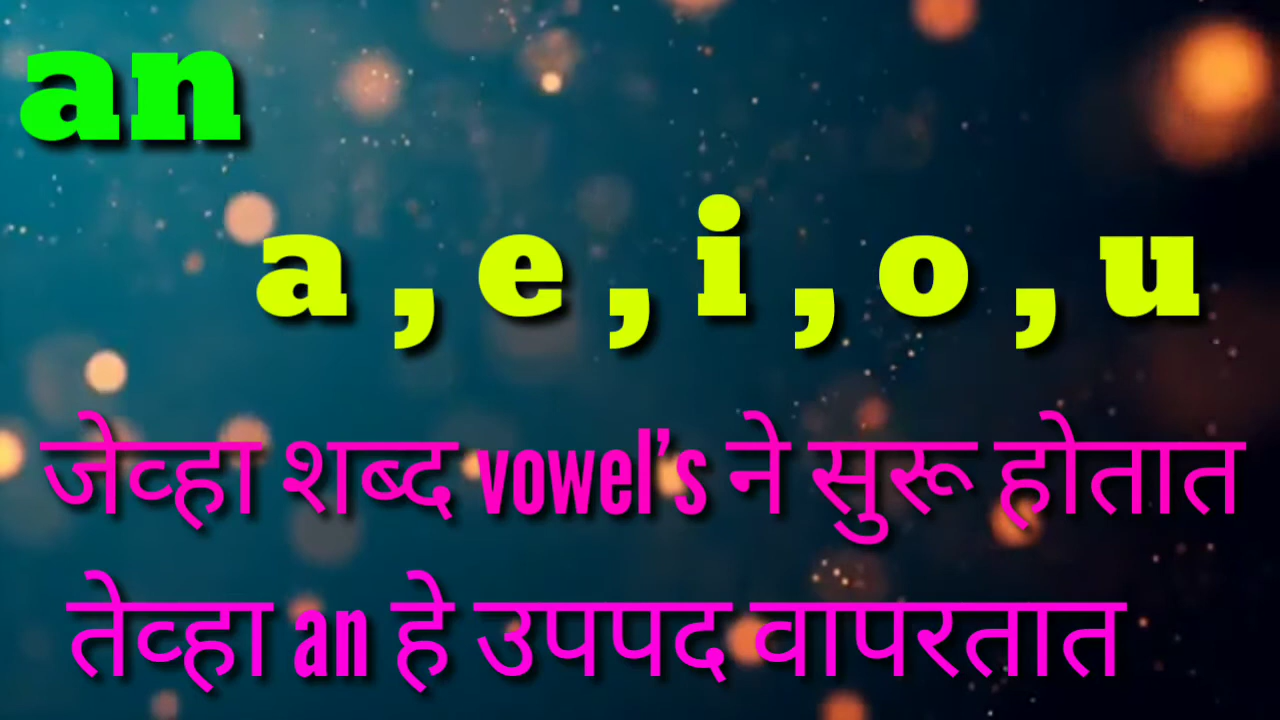 an
a , e , i , o , u
जेव्हा शब्द vowel's ने सुरू होतात
तेव्हा an हे उपपद वापरतात